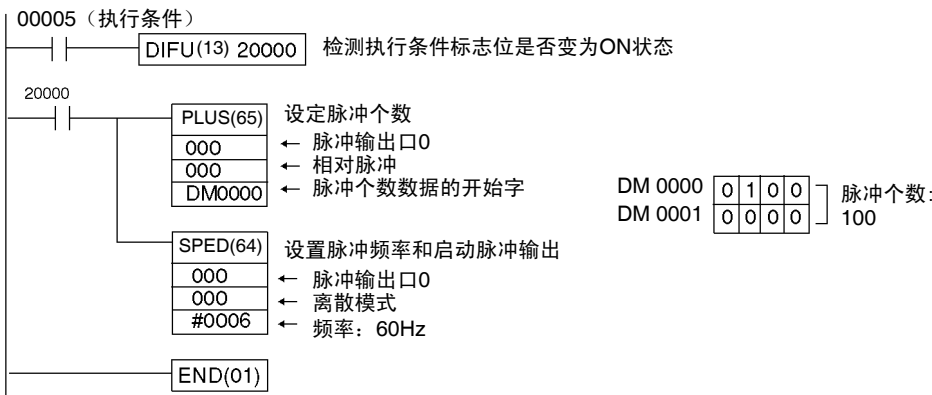 00005（执行条件）
DIFU(13) 20000 检测执行条件标志位是否变为ON状态
20000
PLUS(65) 设定脉冲个数
000 ← 脉冲输出口0
000 ← 相对脉冲
DM0000 ← 脉冲个数数据的开始字
DM 0000 0 1 0 0 脉冲个数:
DM 0001 0 0 0 0 100
SPED(64) 设置脉冲频率和启动脉冲输出
000 ← 脉冲输出口0
000 ← 离散模式
#0006 ← 频率：60Hz
END(01)